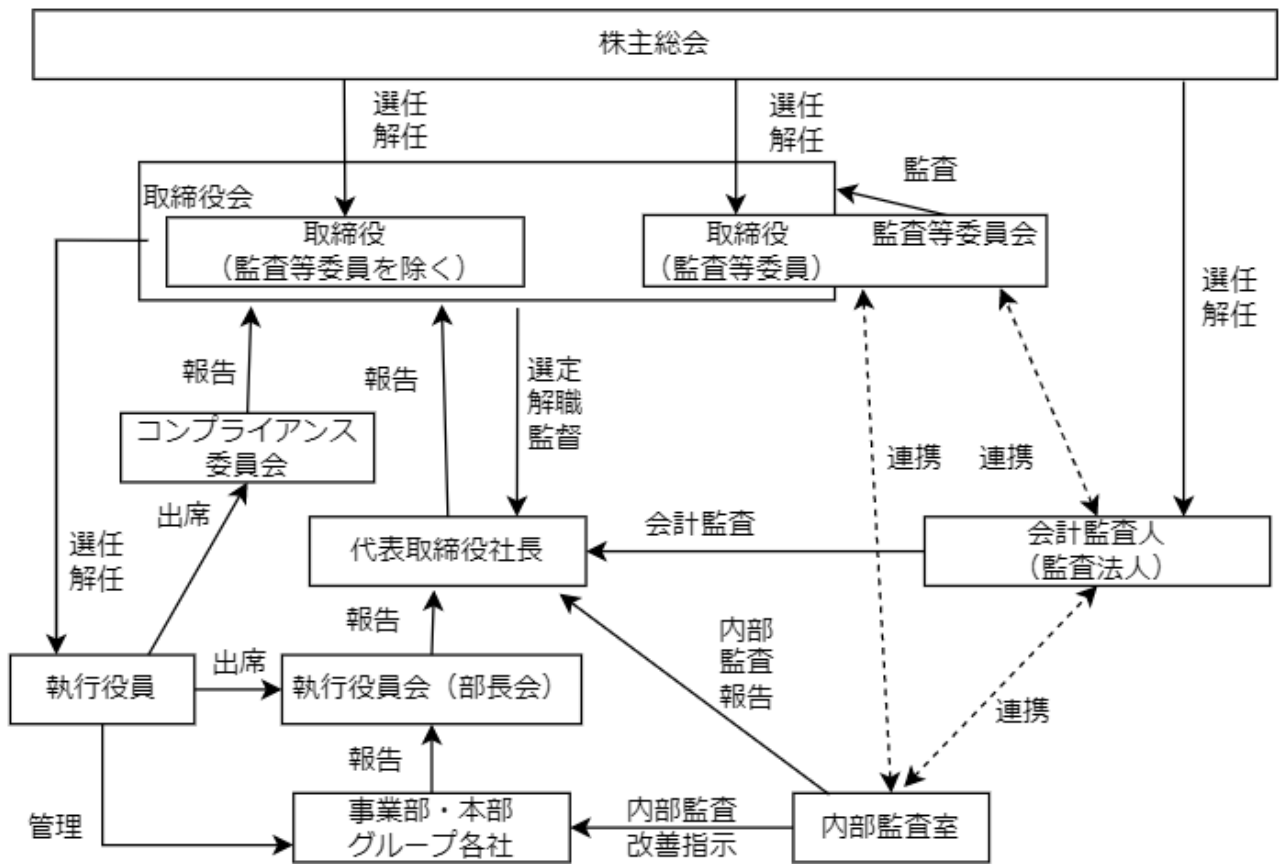 株主総会
選任
解任
選任
解任
監査
取締役会
取締役
（監査等委員を除く）
取締役
（監査等委員）
監査等委員会
選任
解任
報告
報告
選定
解職
監督
コンプライアンス
委員会
連携
連携
出席
選任
解任
代表取締役社長
会計監査
会計監査人
（監査法人）
報告
内部
監査
報告
執行役員
出席
執行役員会（部長会）
連携
報告
管理
事業部・本部
グループ各社
内部監査
改善指示
内部監査室